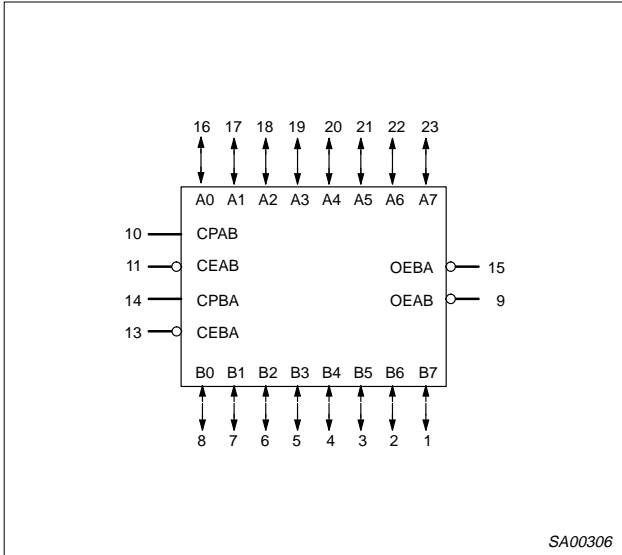 16 17 18 19 20 21 22 23
A0 A1 A2 A3 A4 A5 A6 A7
10 CPAB
11 CEAB OEBA 15
14 CPBA OEAB 9
13 CEBA
B0 B1 B2 B3 B4 B5 B6 B7
8 7 6 5 4 3 2 1
SA00306